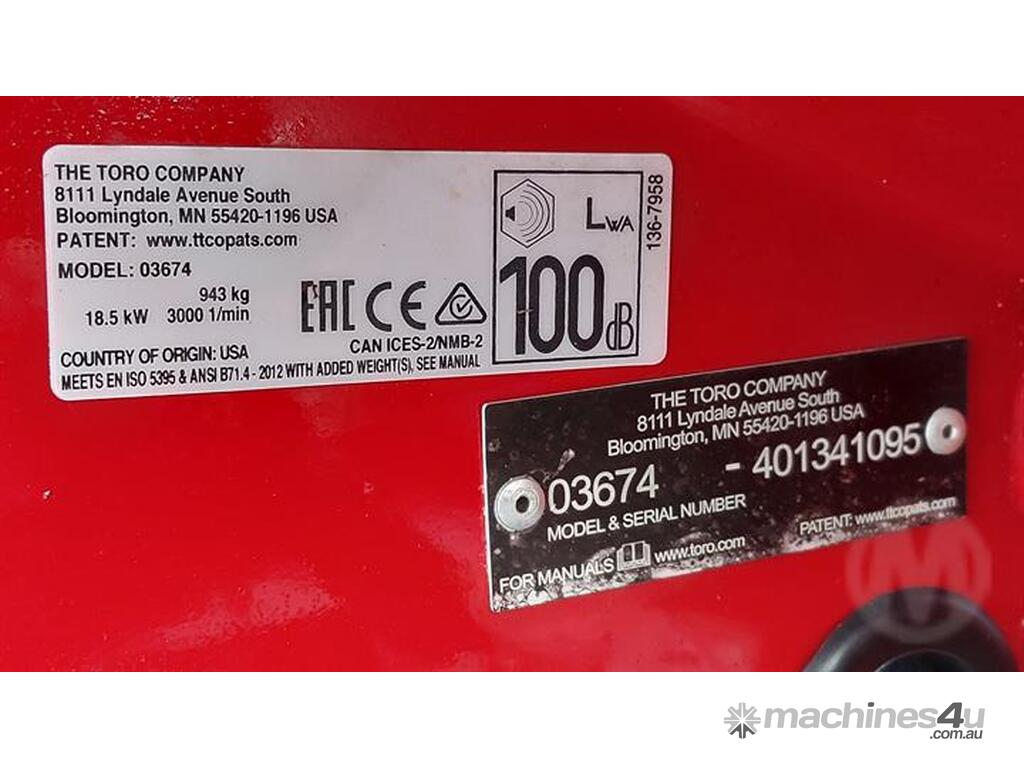 THE TORO COMPANY
8111 Lyndale Avenue South
Bloomington, MN 55420-1196 USA
PATENT: www.ttcopats.com
MODEL: 03674
943 kg
18.5 kW 3000 1/min
EAC CE
CAN ICES-2/NMB-2
COUNTRY OF ORIGIN: USA
MEETS EN ISO 5395 & ANSI B71.4 - 2012 WITH ADDED WEIGHT(S), SEE MANUAL
LWA
100dB
136-7958
THE TORO COMPANY
8111 Lyndale Avenue South
Bloomington, MN 55420-1196 USA
03674 - 401341095
MODEL & SERIAL NUMBER
PATENT: www.ttcopats.com
FOR MANUALS www.toro.com
M
machines4u
.com.au